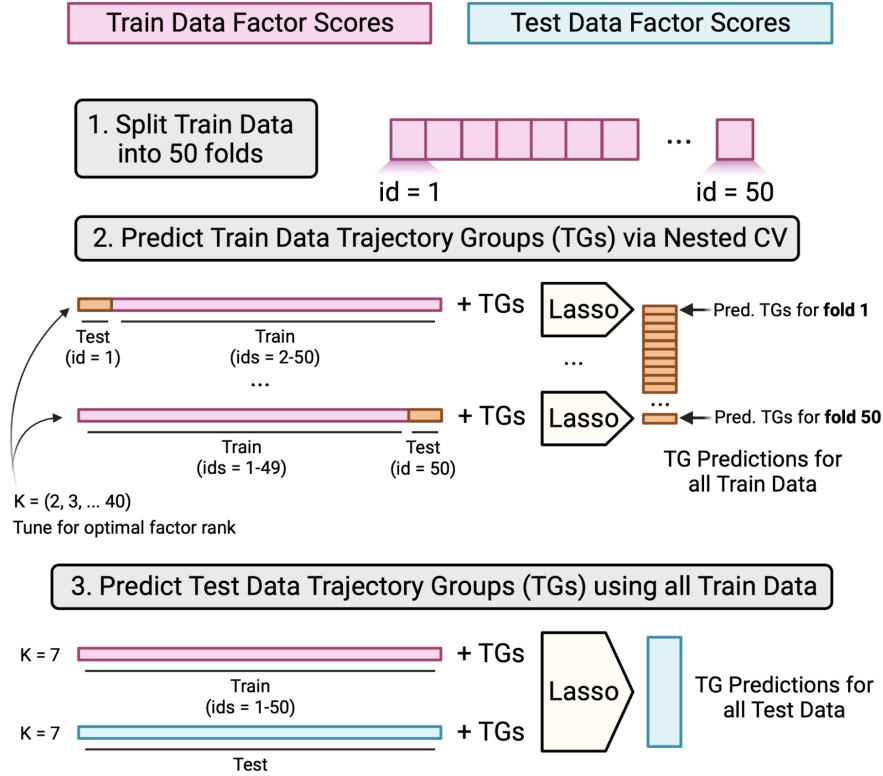 Train Data Factor Scores
Test Data Factor Scores
1. Split Train Data
into 50 folds
...
id = 1
id = 50
2. Predict Train Data Trajectory Groups (TGs) via Nested CV
+ TGs
Lasso
Pred. TGs for fold 1
Test
(id = 1)
Train
(ids = 2-50)
...
...
...
+ TGs
Lasso
Pred. TGs for fold 50
Train
(ids = 1-49)
Test
(id = 50)
TG Predictions for
all Train Data
K = (2, 3, ... 40)
Tune for optimal factor rank
3. Predict Test Data Trajectory Groups (TGs) using all Train Data
K = 7
+ TGs
Train
(ids = 1-50)
Lasso
TG Predictions for
all Test Data
K = 7
+ TGs
Test